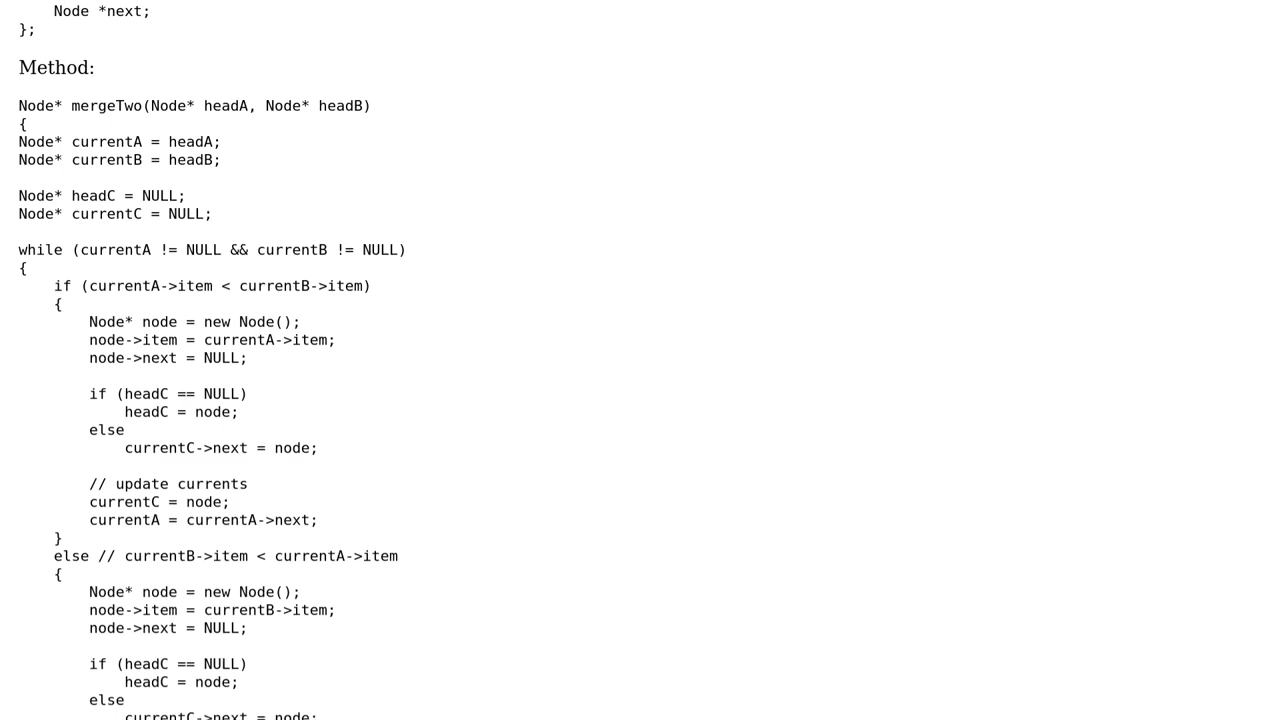 Node *next;
};
Method:
Node* mergeTwo(Node* headA, Node* headB)
{
Node* currentA = headA;
Node* currentB = headB;

Node* headC = NULL;
Node* currentC = NULL;

while (currentA != NULL && currentB != NULL)
{
    if (currentA->item < currentB->item)
    {
        Node* node = new Node();
        node->item = currentA->item;
        node->next = NULL;

        if (headC == NULL)
            headC = node;
        else
            currentC->next = node;

        // update currents
        currentC = node;
        currentA = currentA->next;
    }
    else // currentB->item < currentA->item
    {
        Node* node = new Node();
        node->item = currentB->item;
        node->next = NULL;

        if (headC == NULL)
            headC = node;
        else
            currentC->next = node;